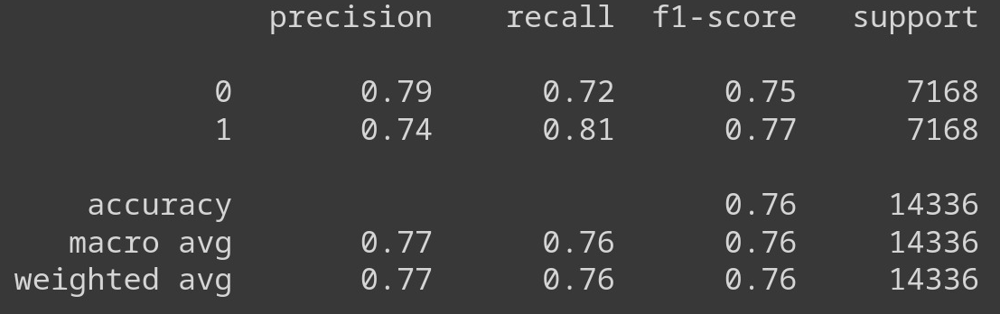 precision recall f1-score support
0 0.79 0.72 0.75 7168
1 0.74 0.81 0.77 7168
accuracy 0.76 14336
macro avg 0.77 0.76 0.76 14336
weighted avg 0.77 0.76 0.76 14336